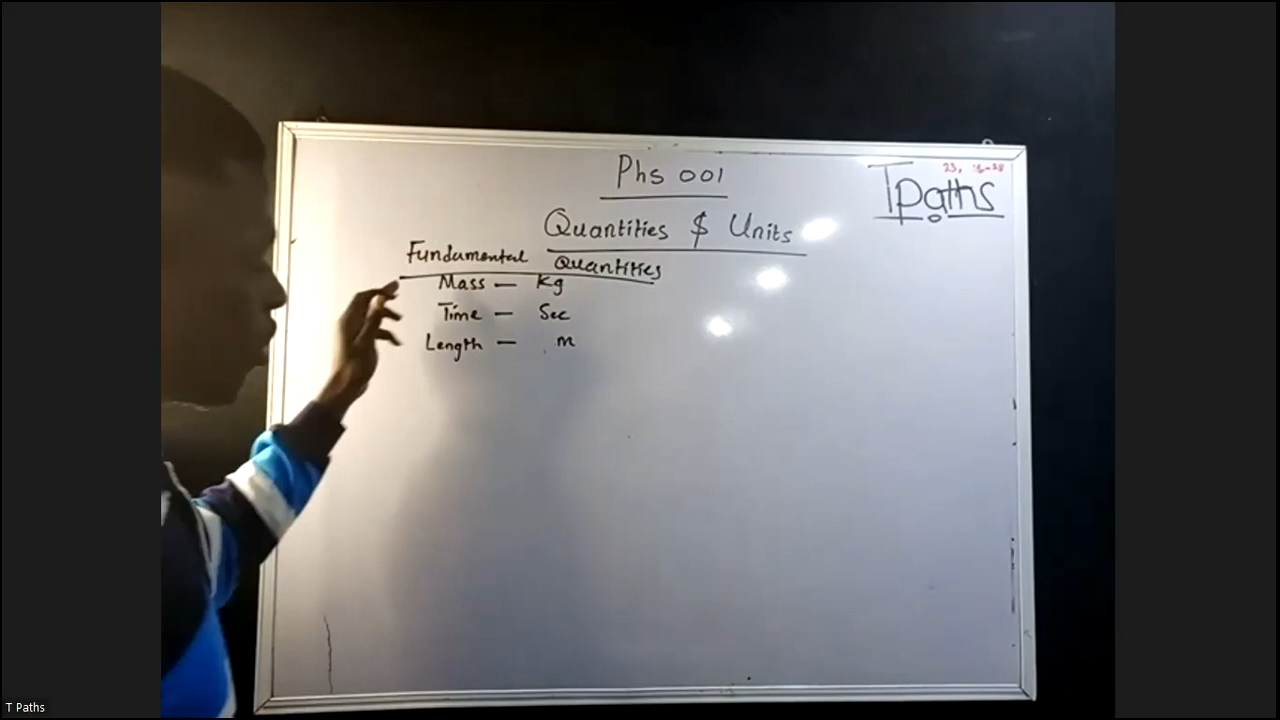 Phs 001
Tpaths
Quantities $ Units
Fundamental Quantities
Mass — Kg
Time — Sec
Length — m
T Paths